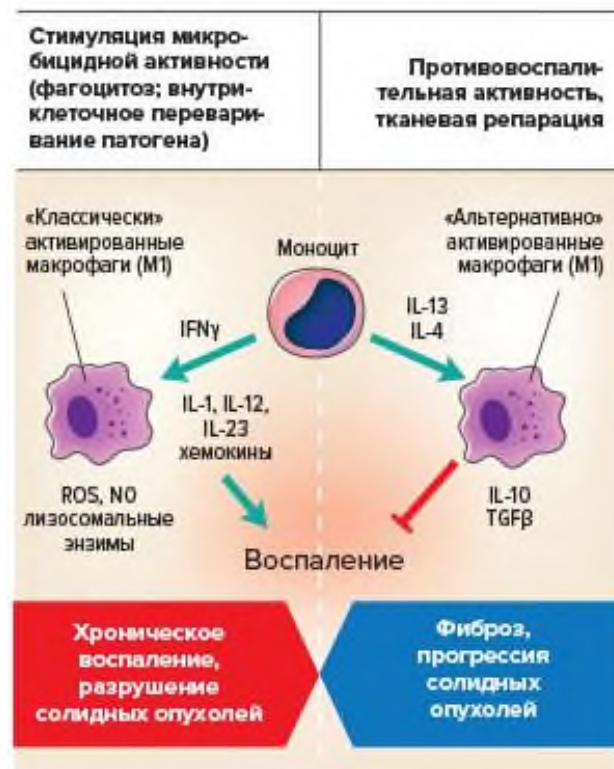 Стимуляция микро-
бицидной активности
(фагоцитоз; внутри-
клеточное перевари-
вание патогена)
Противовоспали-
тельная активность,
тканевая репарация
«Классически»
активированные
макрофаги (M1)
Моноцит
«Альтернативно»
активированные
макрофаги (M1)
IFNγ
IL-13
IL-4
IL-1, IL-12,
IL-23
хемокины
ROS, NO
лизосомальные
энзимы
IL-10
TGFβ
Воспаление
Хроническое
воспаление,
разрушение
солидных опухолей
Фиброз,
прогрессия
солидных
опухолей